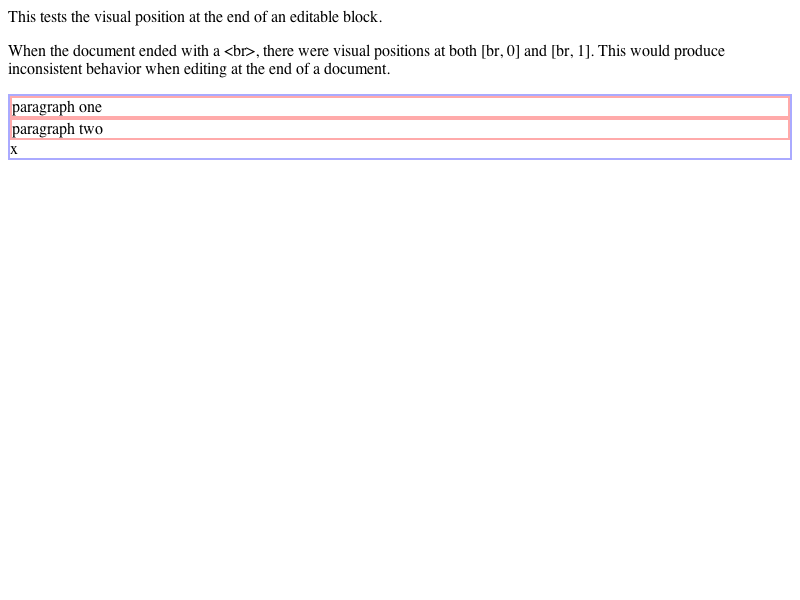 This tests the visual position at the end of an editable block.
When the document ended with a <br>, there were visual positions at both [br, 0] and [br, 1]. This would produce
inconsistent behavior when editing at the end of a document.
paragraph one
paragraph two
x